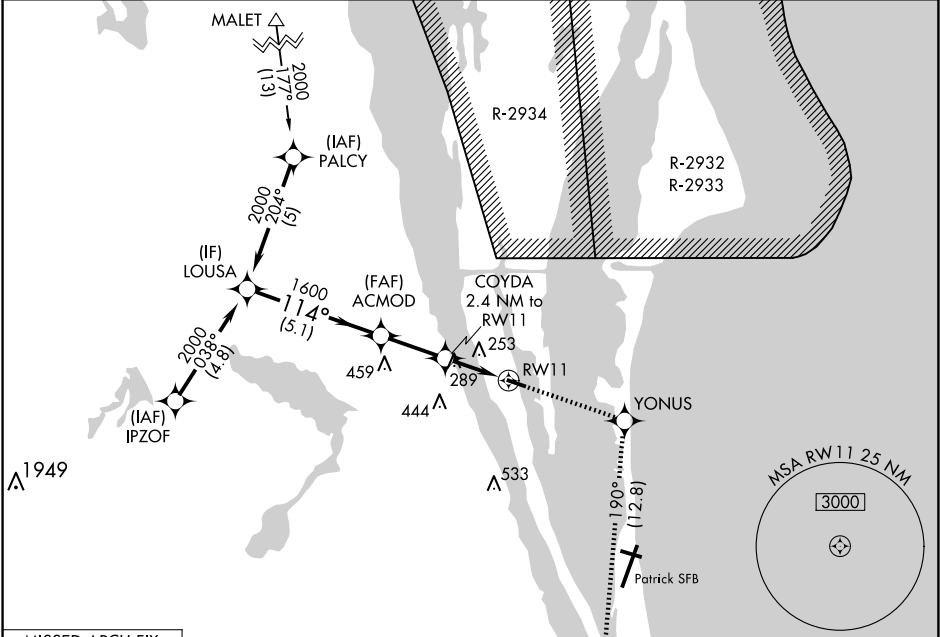 MALET
2000
177°
(13)
(IAF)
PALCY
R-2934
R-2932
R-2933
2000
204°
(5)
(IF)
LOUSA
1600
114°
(5.1)
(FAF)
ACMOD
COYDA
2.4 NM to
RW11
253
459
289
RW11
2000
038°
(4.8)
(IAF)
IPZOF
444
YONUS
1949
533
190°
(12.8)
MSA RW11 25 NM
3000
Patrick SFB
MISSED APCH FIX